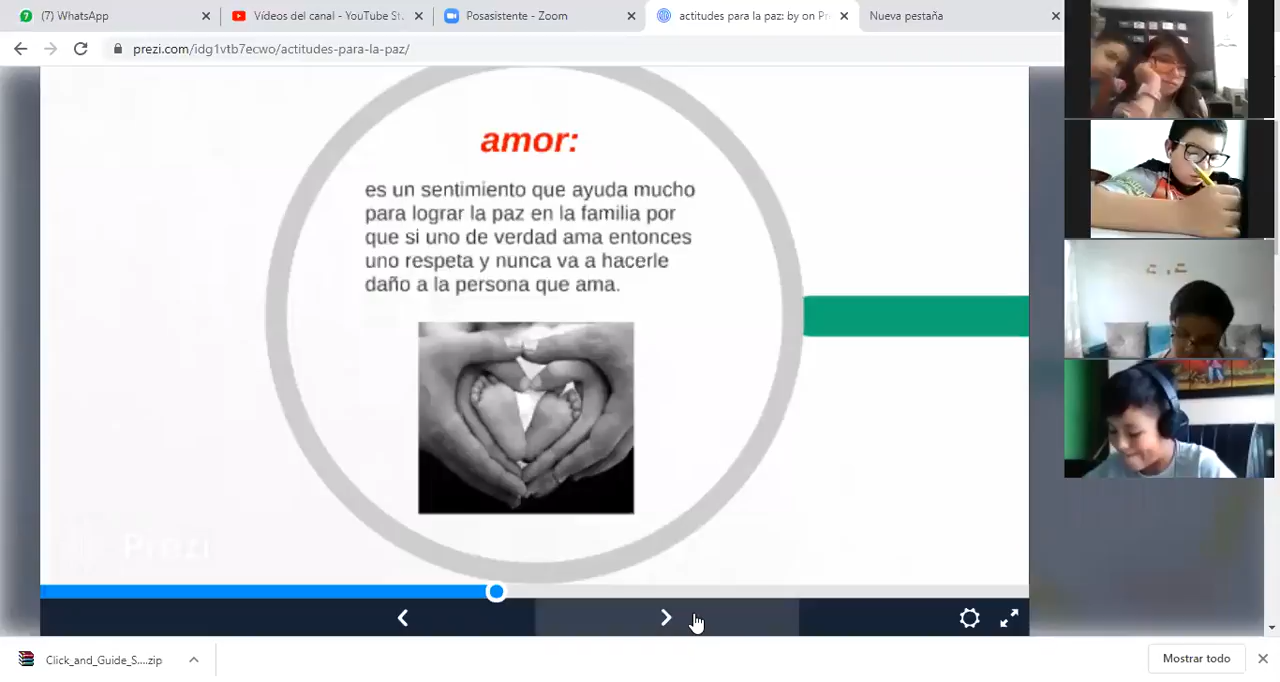 (7) WhatsApp
Vídeos del canal - YouTube St
Posasistente - Zoom
actitudes para la paz: by on Pr
Nueva pestaña
prezi.com/idg1vtb7ecwo/actitudes-para-la-paz/
amor:
es un sentimiento que ayuda mucho
para lograr la paz en la familia por
que si uno de verdad ama entonces
uno respeta y nunca va a hacerle
daño a la persona que ama.
Prezi
Click_and_Guide_S....zip
Mostrar todo